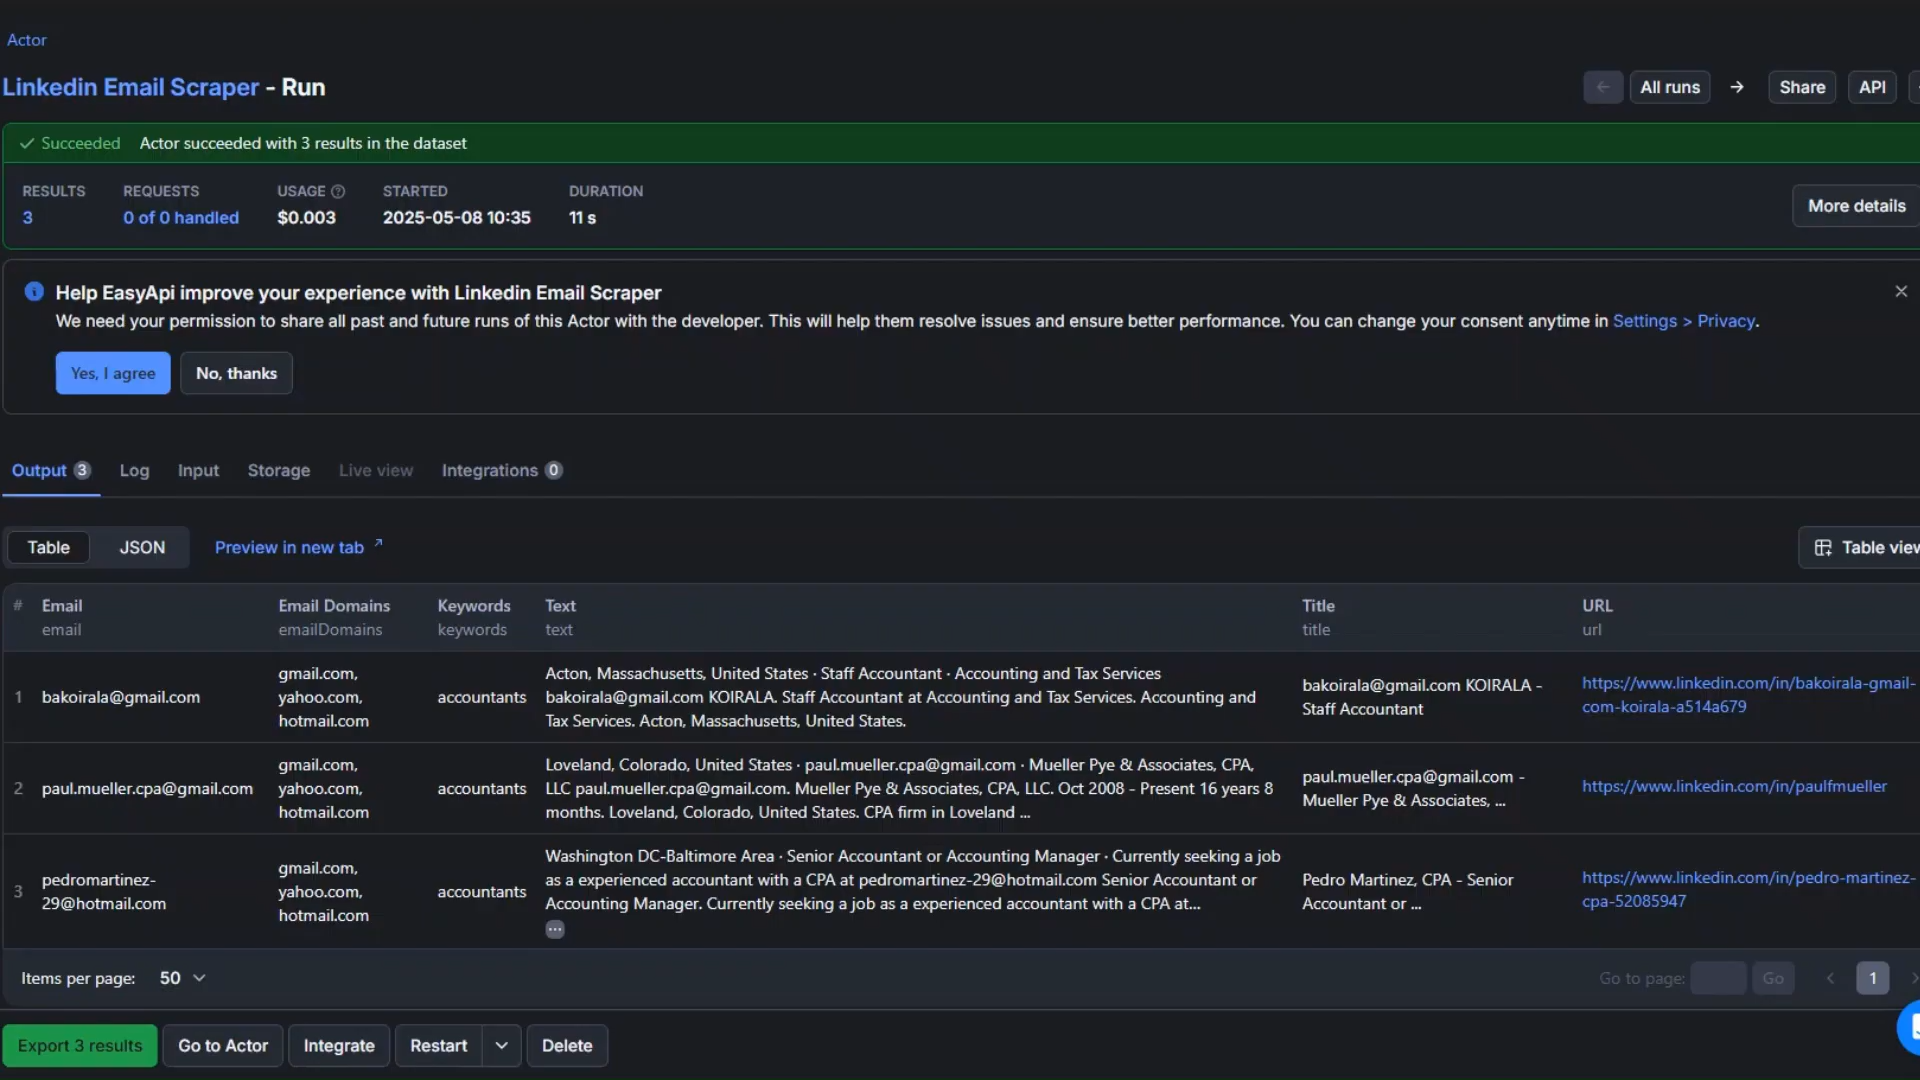 Actor
Linkedin Email Scraper - Run
All runs
Share
API
Succeeded Actor succeeded with 3 results in the dataset
RESULTS REQUESTS USAGE STARTED DURATION
3 0 of 0 handled $0.003 2025-05-08 10:35 11 s
More details
Help EasyApi improve your experience with Linkedin Email Scraper
We need your permission to share all past and future runs of this Actor with the developer. This will help them resolve issues and ensure better performance. You can change your consent anytime in Settings > Privacy.
Yes, I agree No, thanks
Output 3 Log Input Storage Live view Integrations 0
Table JSON Preview in new tab
Table view
# Email Email Domains Keywords Text Title URL
email emailDomains keywords text title url
1
bakoirala@gmail.com
gmail.com,
yahoo.com,
hotmail.com
accountants
Acton, Massachusetts, United States · Staff Accountant · Accounting and Tax Services
bakoirala@gmail.com KOIRALA. Staff Accountant at Accounting and Tax Services. Accounting and
Tax Services. Acton, Massachusetts, United States.
bakoirala@gmail.com KOIRALA -
Staff Accountant
https://www.linkedin.com/in/bakoirala-gmail-
com-koirala-a514a679
2
paul.mueller.cpa@gmail.com
gmail.com,
yahoo.com,
hotmail.com
accountants
Loveland, Colorado, United States · paul.mueller.cpa@gmail.com · Mueller Pye & Associates, CPA,
LLC paul.mueller.cpa@gmail.com. Mueller Pye & Associates, CPA, LLC. Oct 2008 - Present 16 years 8
months. Loveland, Colorado, United States. CPA firm in Loveland ...
paul.mueller.cpa@gmail.com -
Mueller Pye & Associates, ...
https://www.linkedin.com/in/paulfmueller
3
pedromartinez-
29@hotmail.com
gmail.com,
yahoo.com,
hotmail.com
accountants
Washington DC-Baltimore Area · Senior Accountant or Accounting Manager · Currently seeking a job
as a experienced accountant with a CPA at pedromartinez-29@hotmail.com Senior Accountant or
Accounting Manager. Currently seeking a job as a experienced accountant with a CPA at...
...
Pedro Martinez, CPA - Senior
Accountant or ...
https://www.linkedin.com/in/pedro-martinez-
cpa-52085947
Items per page: 50
Go to page: Go 1
Export 3 results Go to Actor Integrate Restart Delete